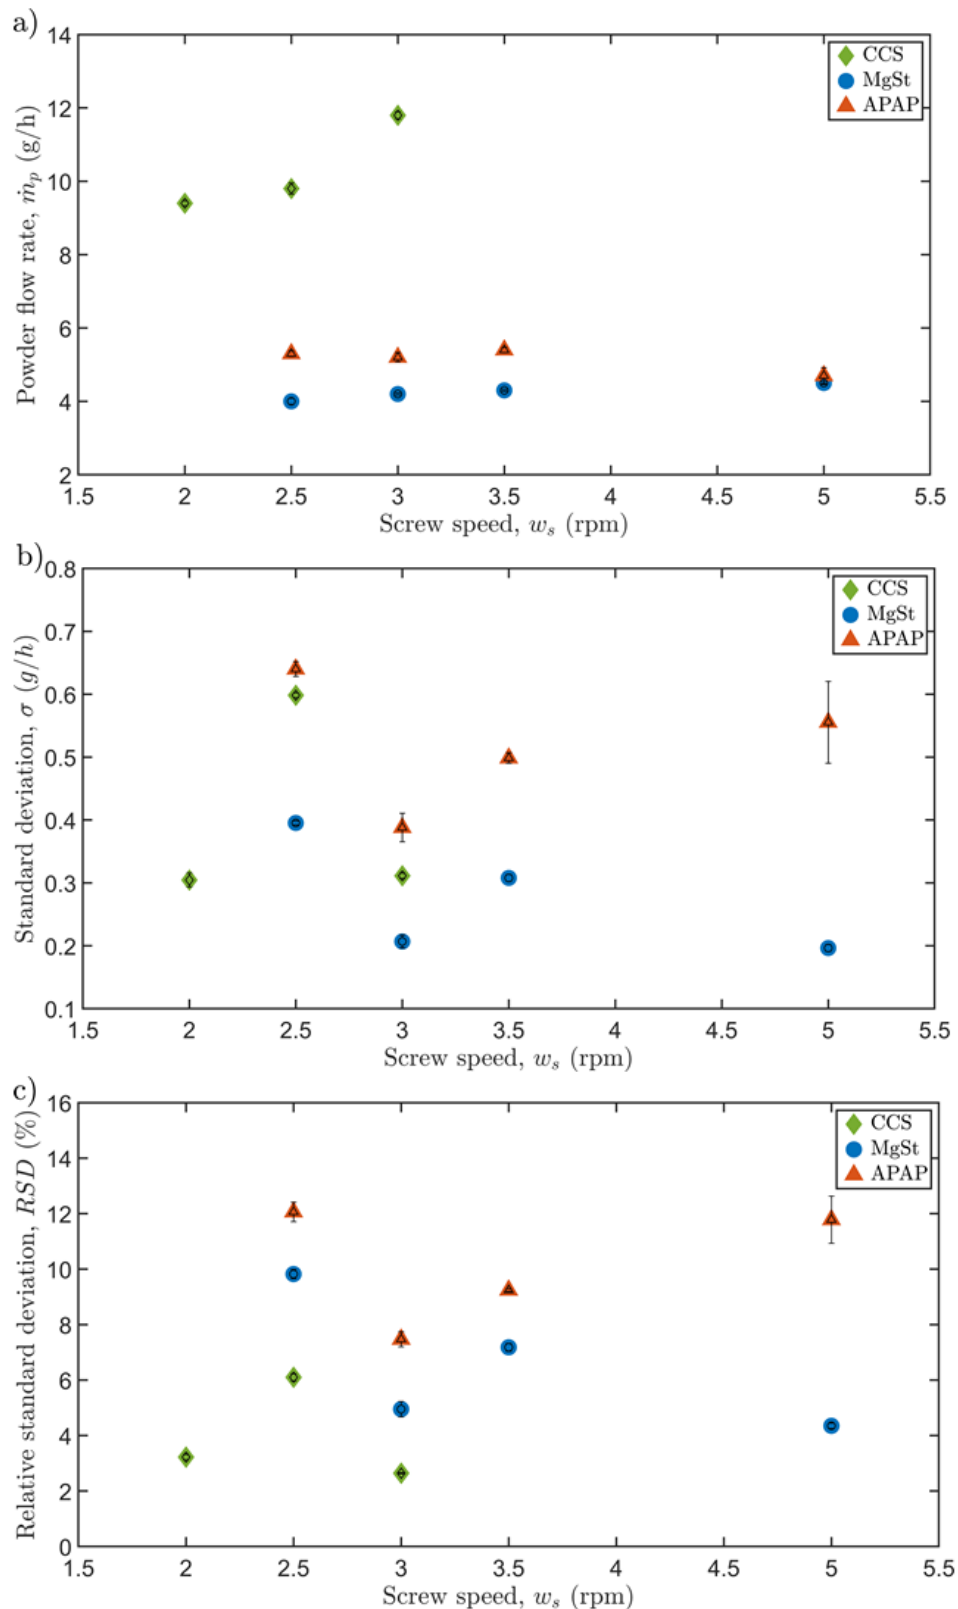 a)
14
12
10
8
6
4
2
Powder flow rate, ṁ_p (g/h)
CCS
MgSt
APAP
1.5 2 2.5 3 3.5 4 4.5 5 5.5
Screw speed, w_s (rpm)
b)
0.8
0.7
0.6
0.5
0.4
0.3
0.2
0.1
Standard deviation, σ (g/h)
CCS
MgSt
APAP
1.5 2 2.5 3 3.5 4 4.5 5 5.5
Screw speed, w_s (rpm)
c)
16
14
12
10
8
6
4
2
0
Relative standard deviation, RSD (%)
CCS
MgSt
APAP
1.5 2 2.5 3 3.5 4 4.5 5 5.5
Screw speed, w_s (rpm)